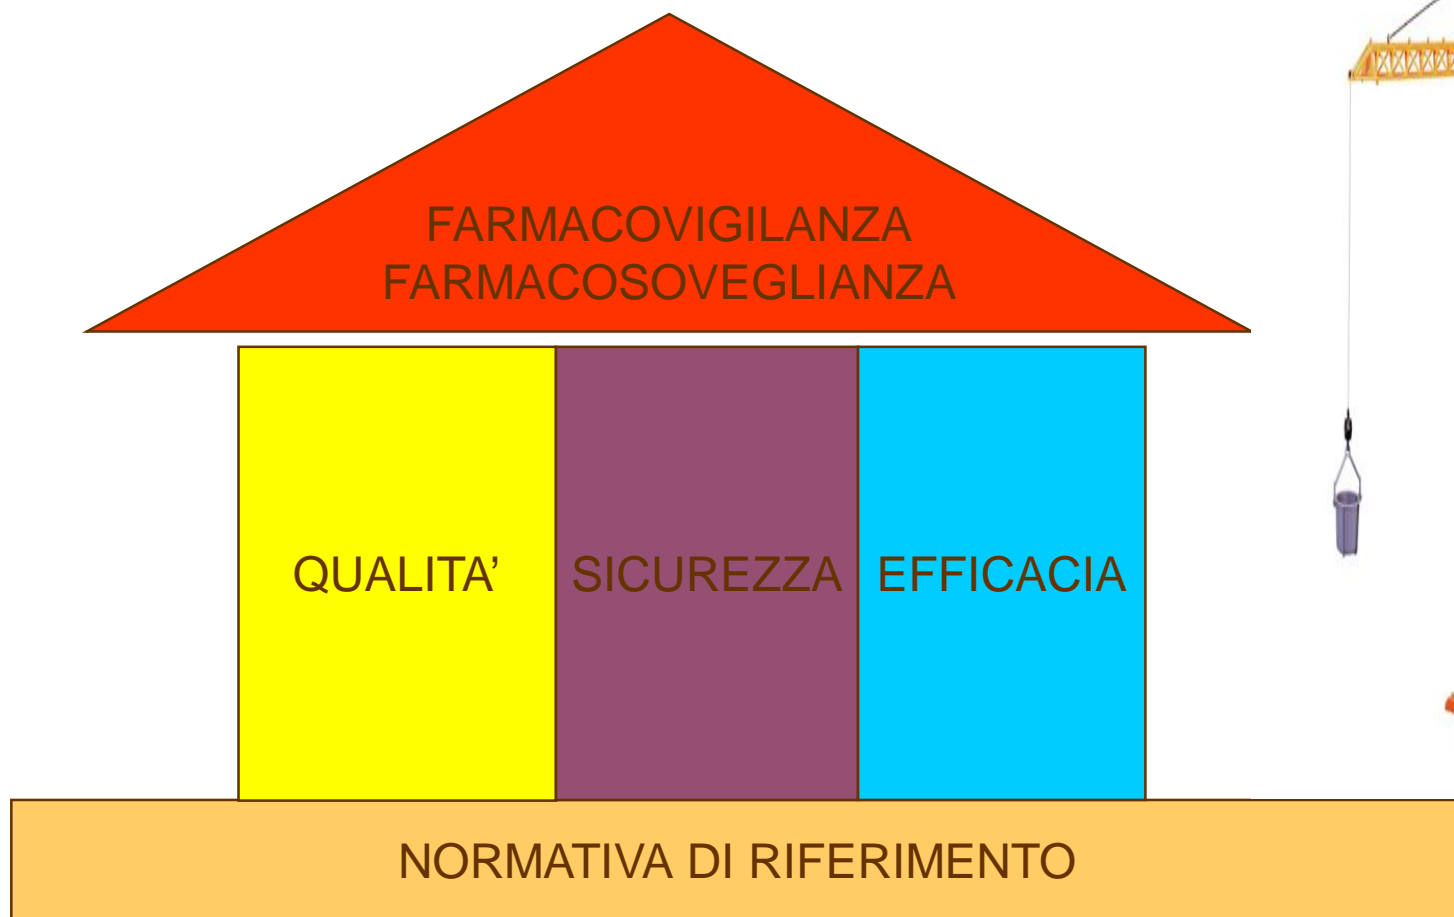 FARMACOVIGILANZA
FARMACOSOVEGLIANZA
QUALITA’
SICUREZZA
EFFICACIA
NORMATIVA DI RIFERIMENTO